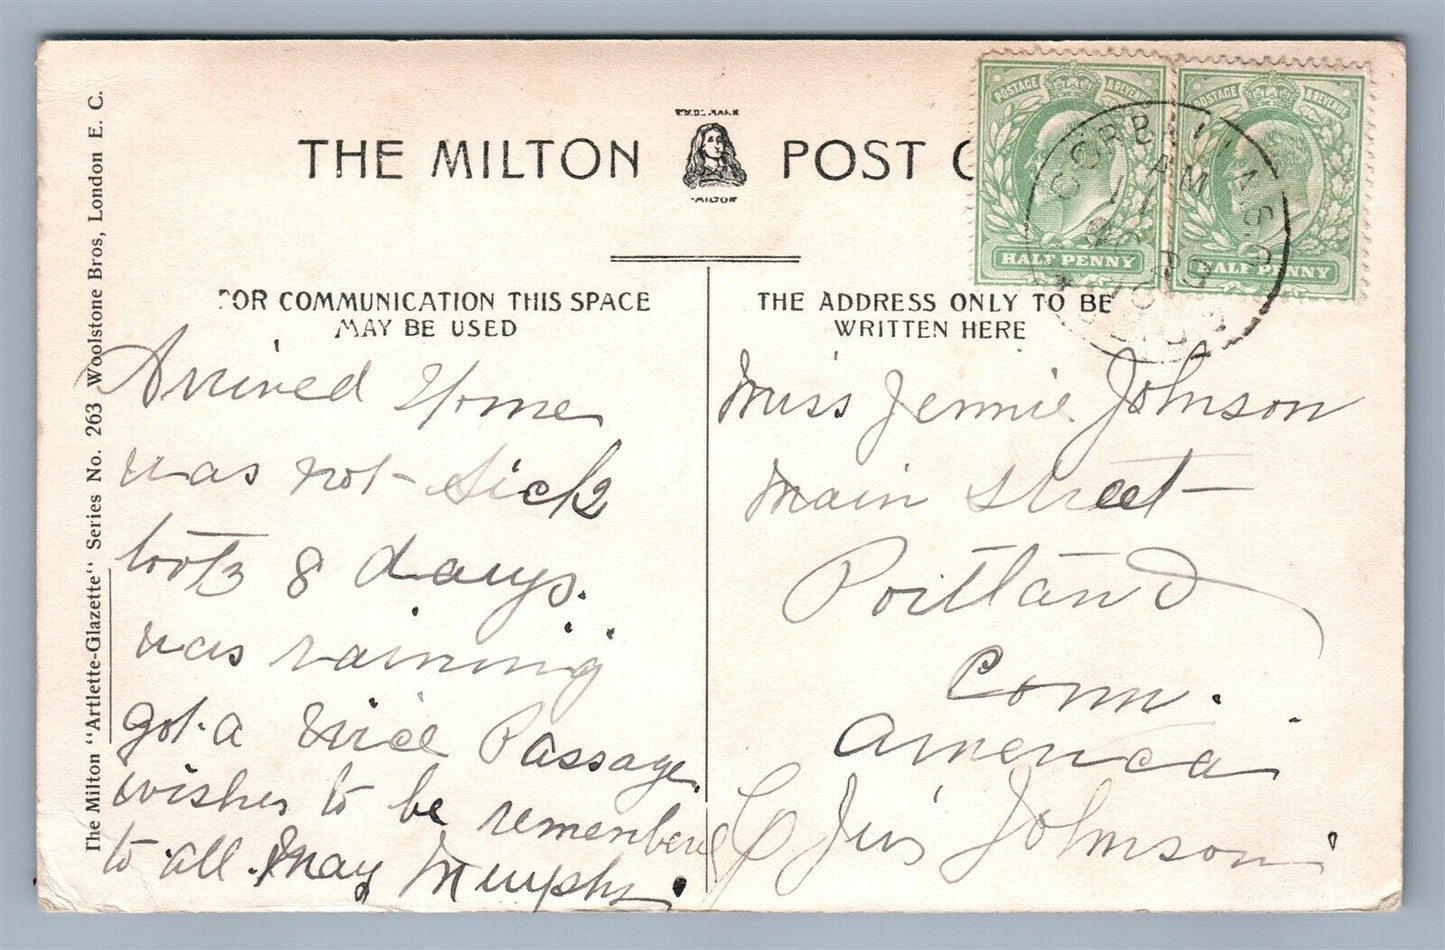 THE MILTON POST C
TRADE MARK
MILTON
FOR COMMUNICATION THIS SPACE
MAY BE USED
Arrived Home
was not Sick
took 8 days.
was raining
got a nice Passage
wishes to be remembered
to all. May Murphy.
THE ADDRESS ONLY TO BE
WRITTEN HERE
Miss Jennie Johnson
Main Street
Portland
Conn.
America
Johnson
POSTAGE & REVENUE
HALF PENNY
POSTAGE & REVENUE
HALF PENNY
AM
The Milton "Artlette-Glazette" Series No. 263 Woolstone Bros, London E. C.